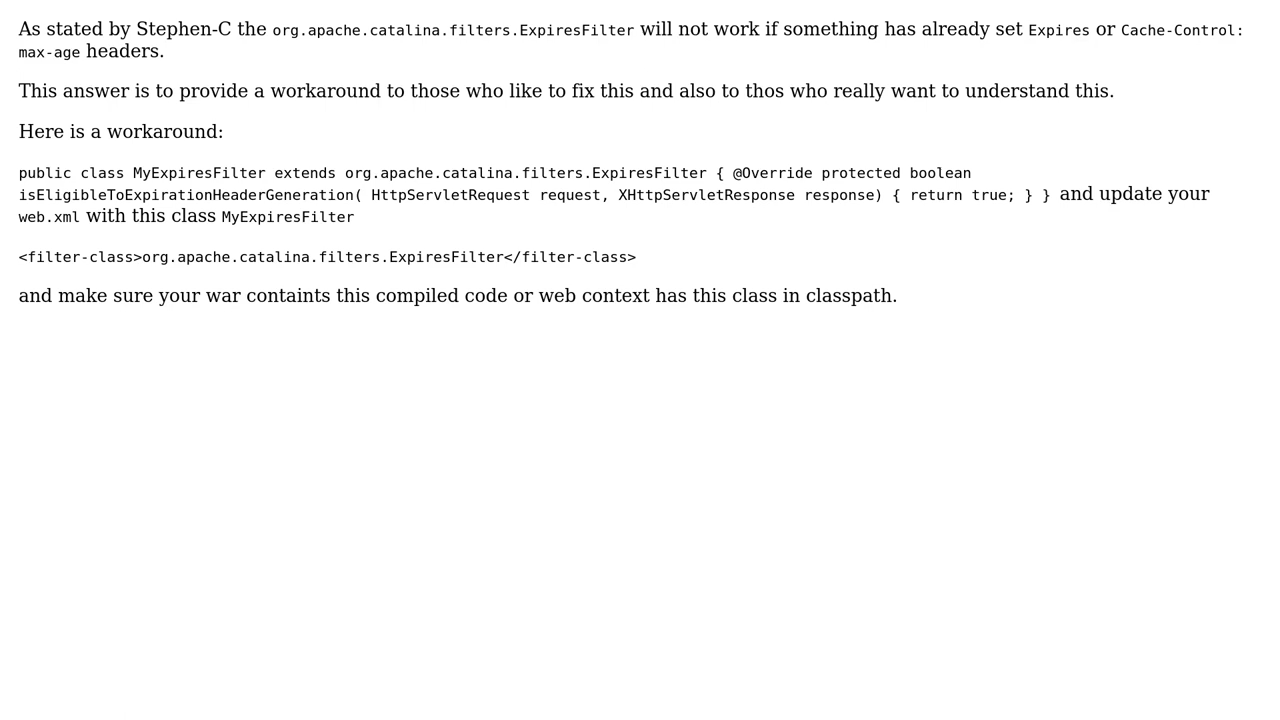 As stated by Stephen-C the org.apache.catalina.filters.ExpiresFilter will not work if something has already set Expires or Cache-Control:
max-age headers.
This answer is to provide a workaround to those who like to fix this and also to thos who really want to understand this.
Here is a workaround:
public class MyExpiresFilter extends org.apache.catalina.filters.ExpiresFilter { @Override protected boolean
isEligibleToExpirationHeaderGeneration( HttpServletRequest request, XHttpServletResponse response) { return true; } } and update your
web.xml with this class MyExpiresFilter
<filter-class>org.apache.catalina.filters.ExpiresFilter</filter-class>
and make sure your war containts this compiled code or web context has this class in classpath.